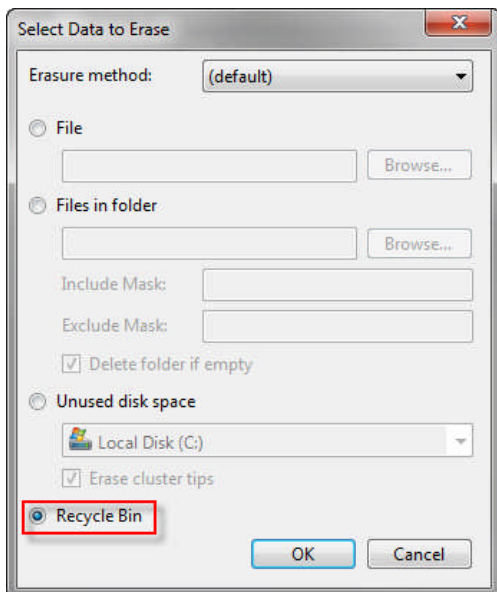 Select Data to Erase
Erasure method: (default)
File
Browse...
Files in folder
Browse...
Include Mask:
Exclude Mask:
Delete folder if empty
Unused disk space
Local Disk (C:)
Erase cluster tips
Recycle Bin
OK Cancel